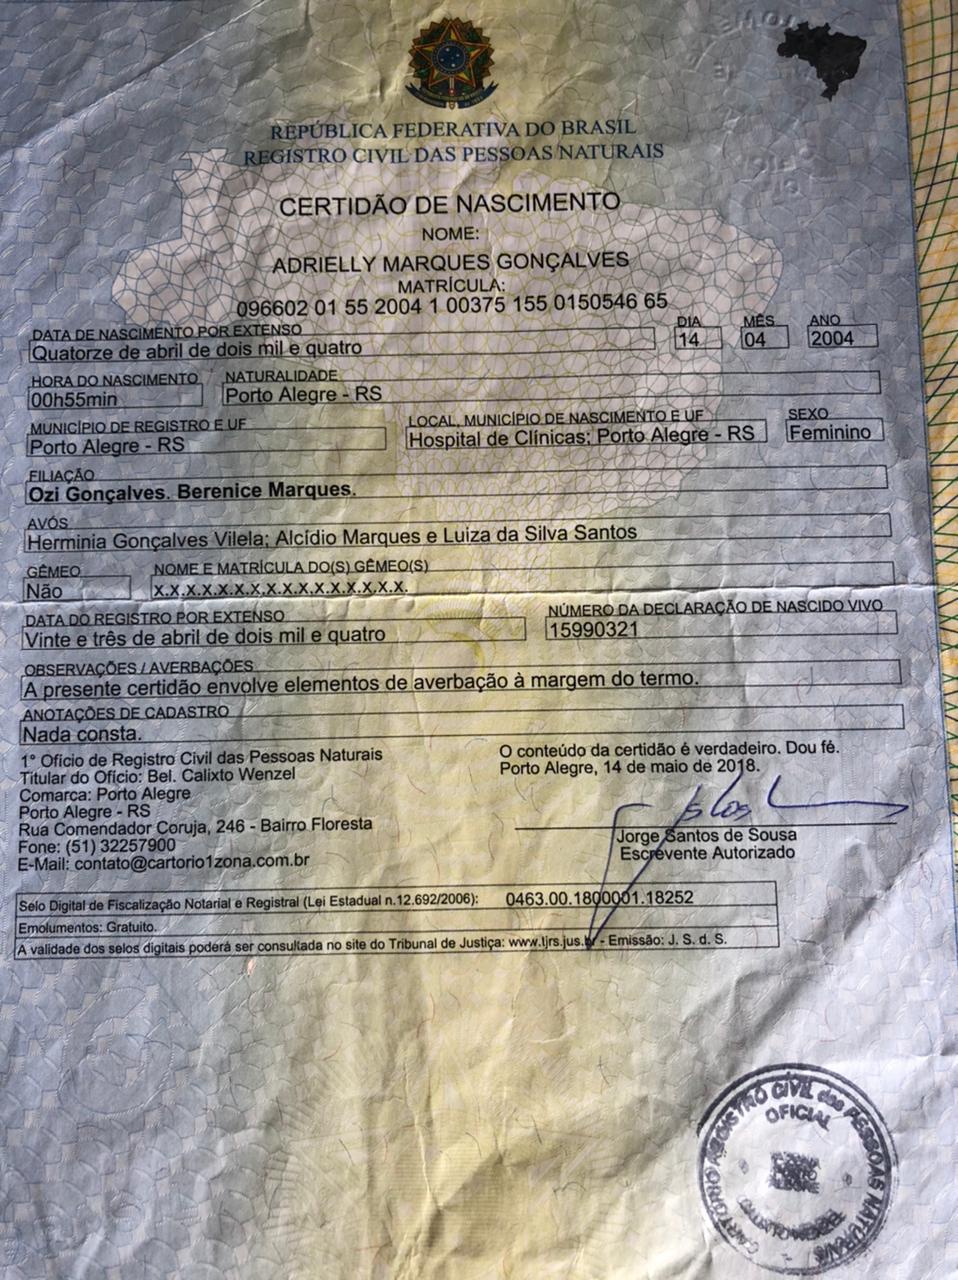 REPÚBLICA FEDERATIVA DO BRASIL
REGISTRO CIVIL DAS PESSOAS NATURAIS
CERTIDÃO DE NASCIMENTO
NOME:
ADRIELLY MARQUES GONÇALVES
MATRÍCULA:
096602 01 55 2004 1 00375 155 0150546 65
DATA DE NASCIMENTO POR EXTENSO DIA MÊS ANO
Quatorze de abril de dois mil e quatro 14 04 2004
HORA DO NASCIMENTO NATURALIDADE
00h55min Porto Alegre - RS
MUNICÍPIO DE REGISTRO E UF LOCAL, MUNICÍPIO DE NASCIMENTO E UF SEXO
Porto Alegre - RS Hospital de Clínicas; Porto Alegre - RS Feminino
FILIAÇÃO
Ozi Gonçalves. Berenice Marques.
AVÓS
Herminia Gonçalves Vilela; Alcídio Marques e Luiza da Silva Santos
GÊMEO NOME E MATRÍCULA DO(S) GÊMEO(S)
Não x.x.x.x.x.x.x.x.x.x.x.x.x.x.x.x.
DATA DO REGISTRO POR EXTENSO NÚMERO DA DECLARAÇÃO DE NASCIDO VIVO
Vinte e três de abril de dois mil e quatro 15990321
OBSERVAÇÕES / AVERBAÇÕES
A presente certidão envolve elementos de averbação à margem do termo.
ANOTAÇÕES DE CADASTRO
Nada consta.
1° Ofício de Registro Civil das Pessoas Naturais
Titular do Ofício: Bel. Calixto Wenzel
Comarca: Porto Alegre
Porto Alegre - RS
Rua Comendador Coruja, 246 - Bairro Floresta
Fone: (51) 32257900
E-Mail: contato@cartorio1zona.com.br
O conteúdo da certidão é verdadeiro. Dou fé.
Porto Alegre, 14 de maio de 2018.
Jorge Santos de Sousa
Escrevente Autorizado
Selo Digital de Fiscalização Notarial e Registral (Lei Estadual n.12.692/2006): 0463.00.1800001.18252
Emolumentos: Gratuito.
A validade dos selos digitais poderá ser consultada no site do Tribunal de Justiça: www.tjrs.jus.br - Emissão: J. S. d. S.
CARTÓRIO REGISTRO CIVIL das PESSOAS NATURAIS
OFICIAL